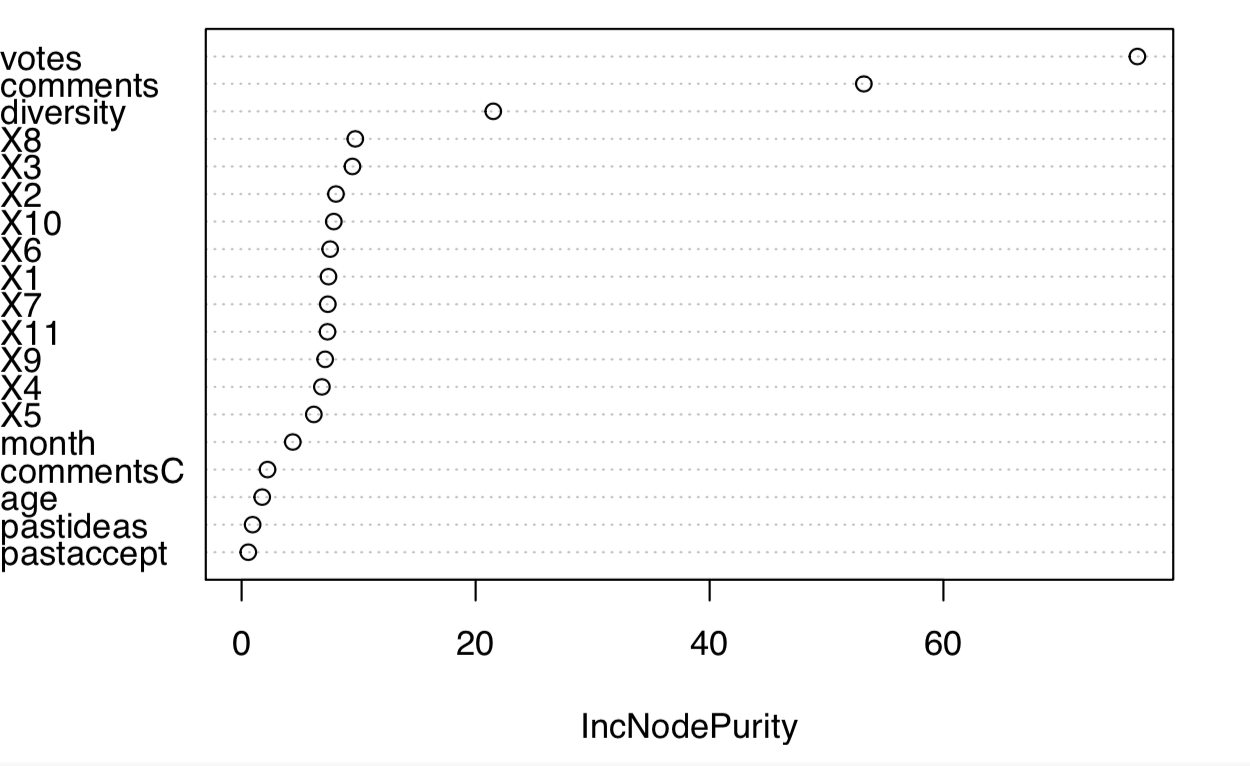 votes
comments
diversity
X8
X3
X2
X10
X6
X1
X7
X11
X9
X4
X5
month
commentsC
age
pastideas
pastaccept
0 20 40 60
IncNodePurity